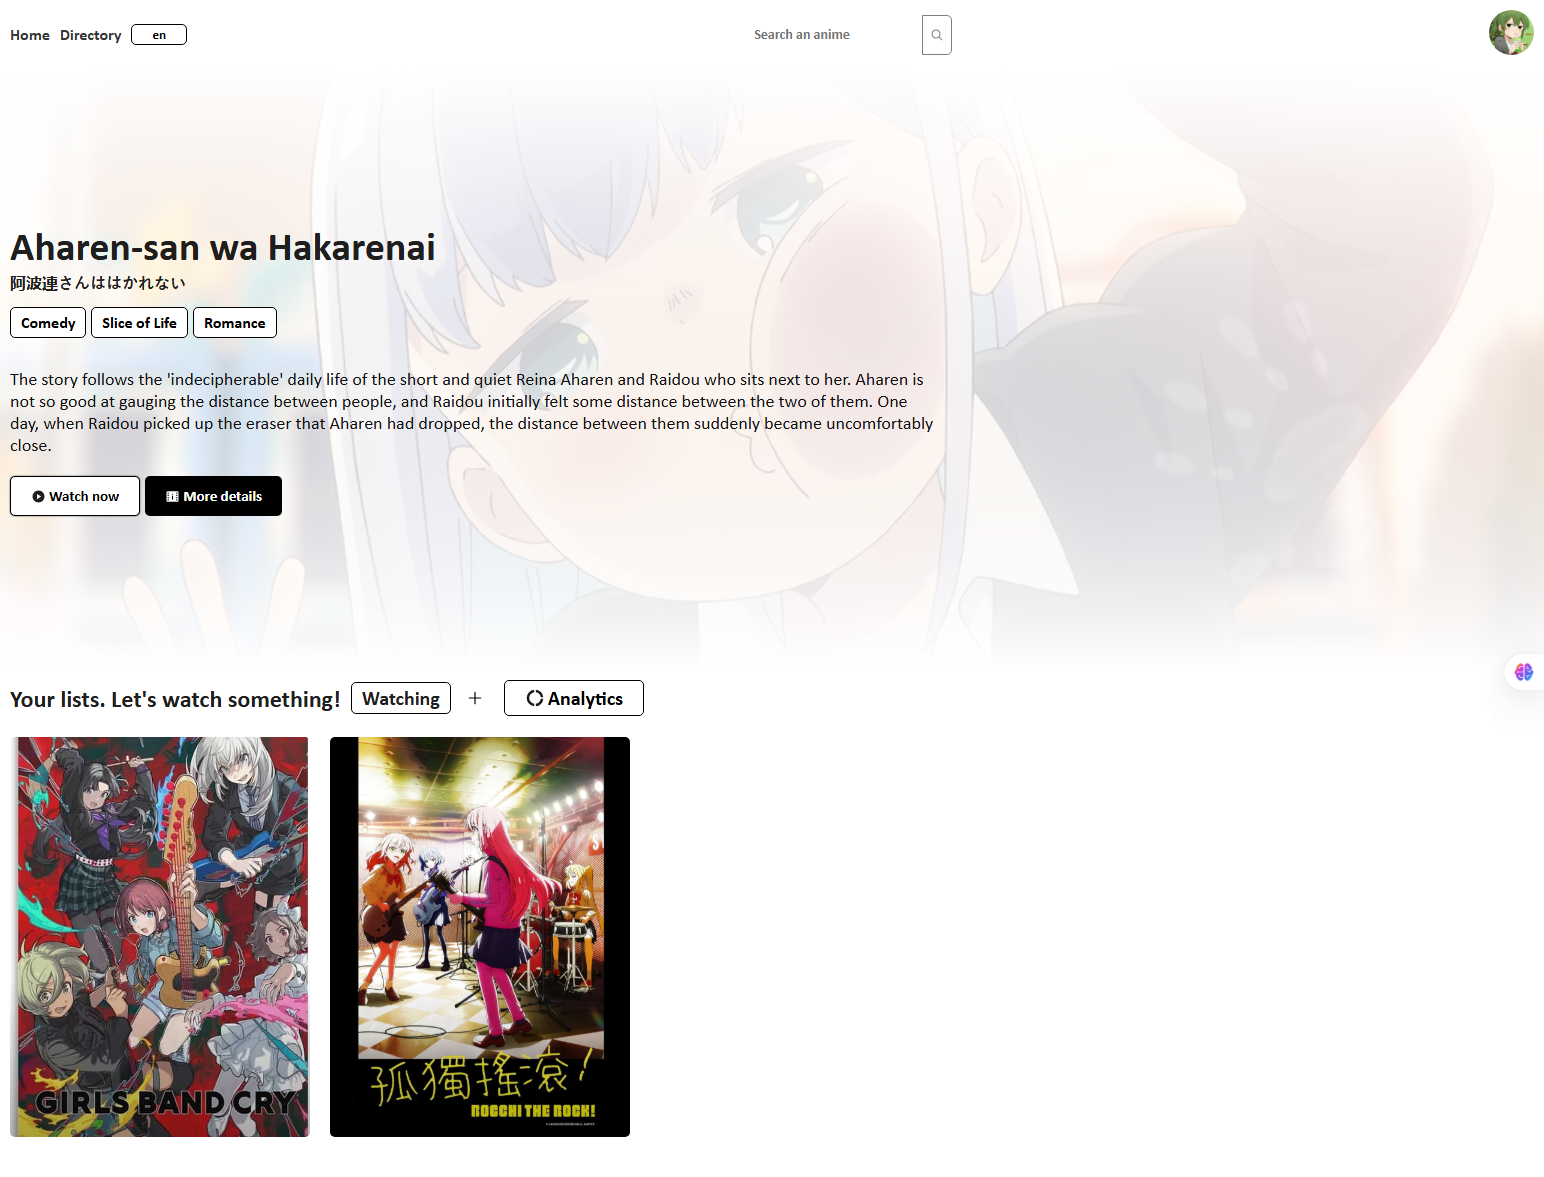 Home Directory en
Search an anime
Aharen-san wa Hakarenai
阿波連さんははかれない
Comedy Slice of Life Romance
The story follows the 'indecipherable' daily life of the short and quiet Reina Aharen and Raidou who sits next to her. Aharen is
not so good at gauging the distance between people, and Raidou initially felt some distance between the two of them. One
day, when Raidou picked up the eraser that Aharen had dropped, the distance between them suddenly became uncomfortably
close.
Watch now More details
Your lists. Let's watch something! Watching + Analytics
GIRLS BAND CRY
孤獨搖滾!
BOCCHI THE ROCK!